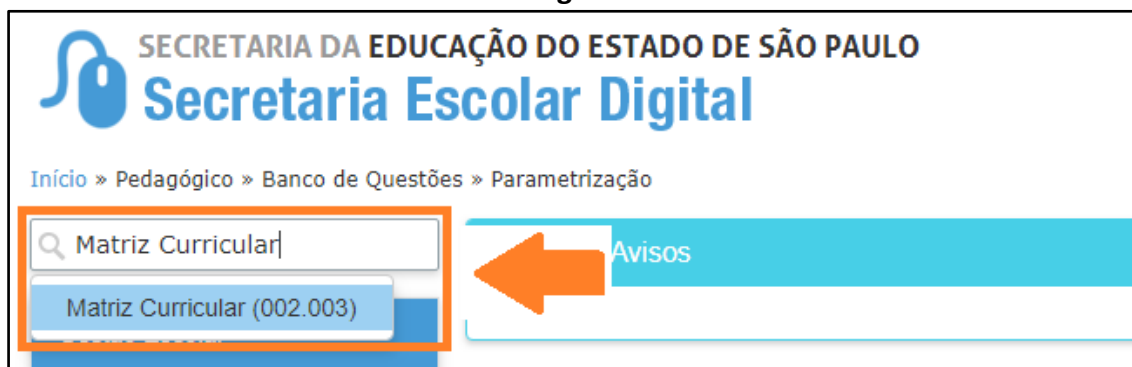 SECRETARIA DA EDUCAÇÃO DO ESTADO DE SÃO PAULO
Secretaria Escolar Digital
Início » Pedagógico » Banco de Questões » Parametrização
Matriz Curricular
Avisos
Matriz Curricular (002.003)